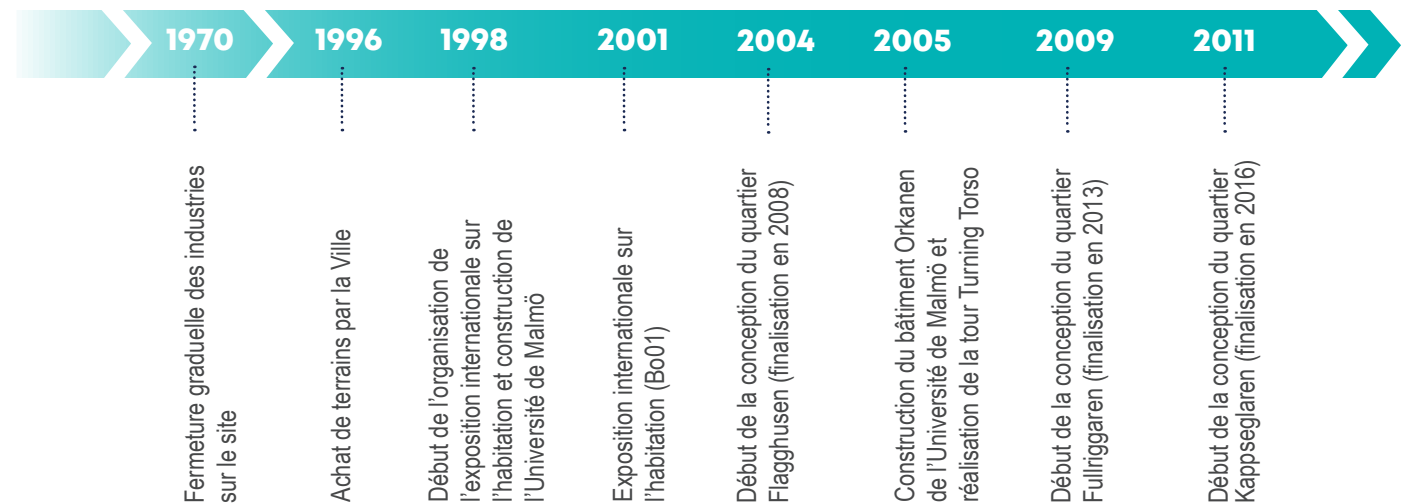 1970
Fermeture graduelle des industries
sur le site
1996
Achat de terrains par la Ville
1998
Début de l'organisation de
l'exposition internationale sur
l'habitation et construction de
l'Université de Malmö
2001
Exposition internationale sur
l'habitation (Bo01)
2004
Début de la conception du quartier
Flagghusen (finalisation en 2008)
2005
Construction du bâtiment Orkanen
de l'Université de Malmö et
réalisation de la tour Turning Torso
2009
Début de la conception du quartier
Fullriggaren (finalisation en 2013)
2011
Début de la conception du quartier
Kappseglaren (finalisation en 2016)